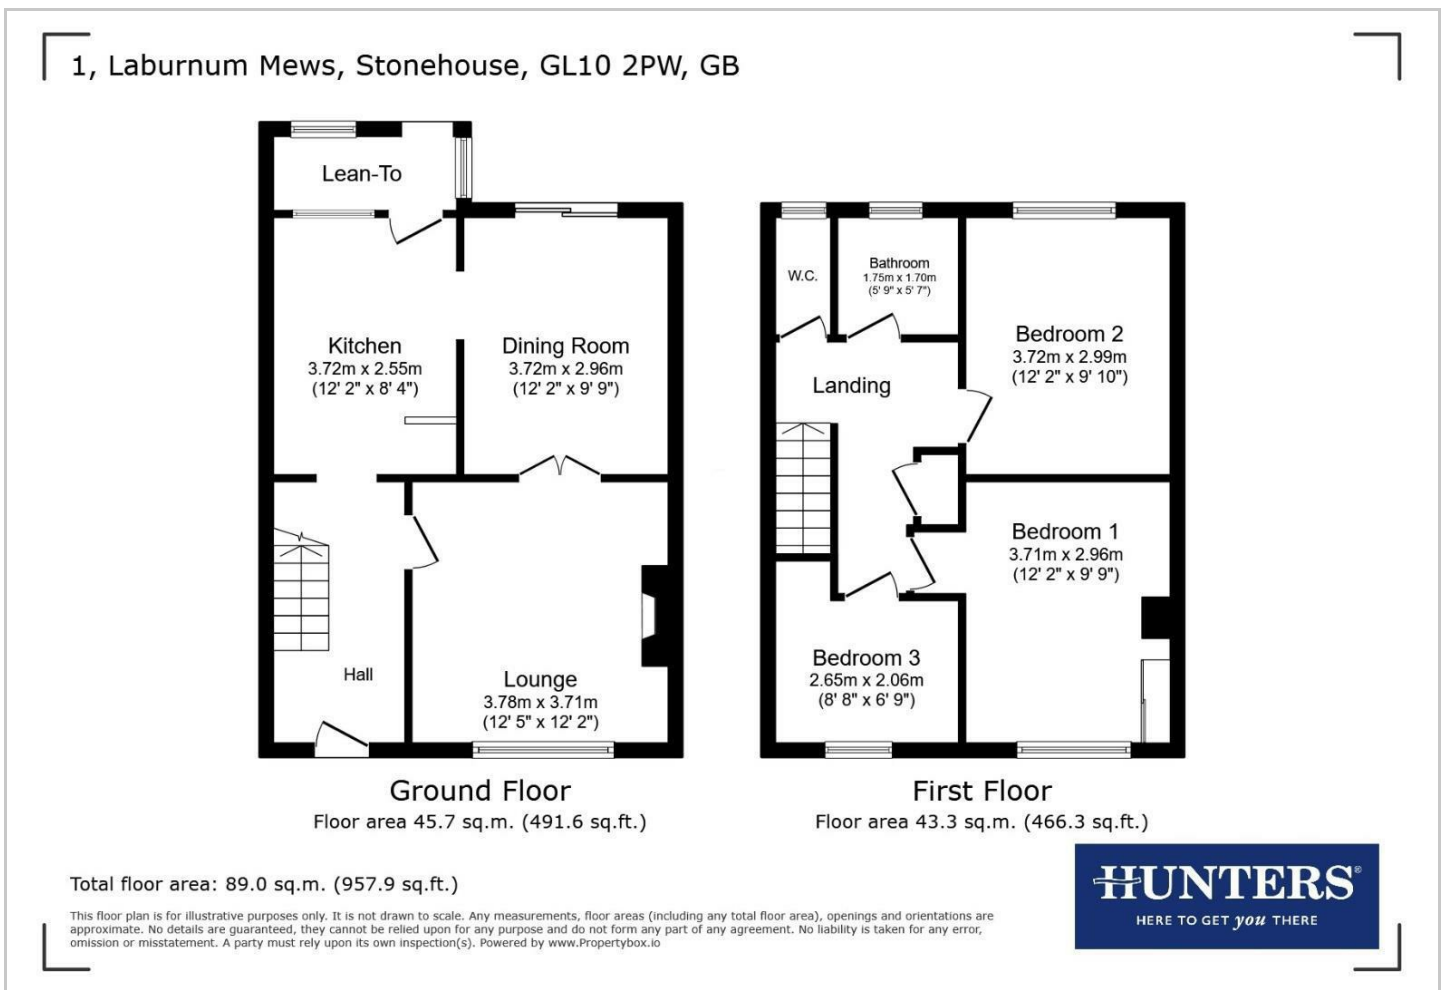 1, Laburnum Mews, Stonehouse, GL10 2PW, GB
Lean-To
Kitchen
3.72m x 2.55m
(12' 2" x 8' 4")
Dining Room
3.72m x 2.96m
(12' 2" x 9' 9")
Hall
Lounge
3.78m x 3.71m
(12' 5" x 12' 2")
Ground Floor
Floor area 45.7 sq.m. (491.6 sq.ft.)
W.C.
Bathroom
1.75m x 1.70m
(5' 9" x 5' 7")
Bedroom 2
3.72m x 2.99m
(12' 2" x 9' 10")
Landing
Bedroom 1
3.71m x 2.96m
(12' 2" x 9' 9")
Bedroom 3
2.65m x 2.06m
(8' 8" x 6' 9")
First Floor
Floor area 43.3 sq.m. (466.3 sq.ft.)
Total floor area: 89.0 sq.m. (957.9 sq.ft.)
This floor plan is for illustrative purposes only. It is not drawn to scale. Any measurements, floor areas (including any total floor area), openings and orientations are
approximate. No details are guaranteed, they cannot be relied upon for any purpose and do not form any part of any agreement. No liability is taken for any error,
omission or misstatement. A party must rely upon its own inspection(s). Powered by www.Propertybox.io
HUNTERS®
HERE TO GET you THERE